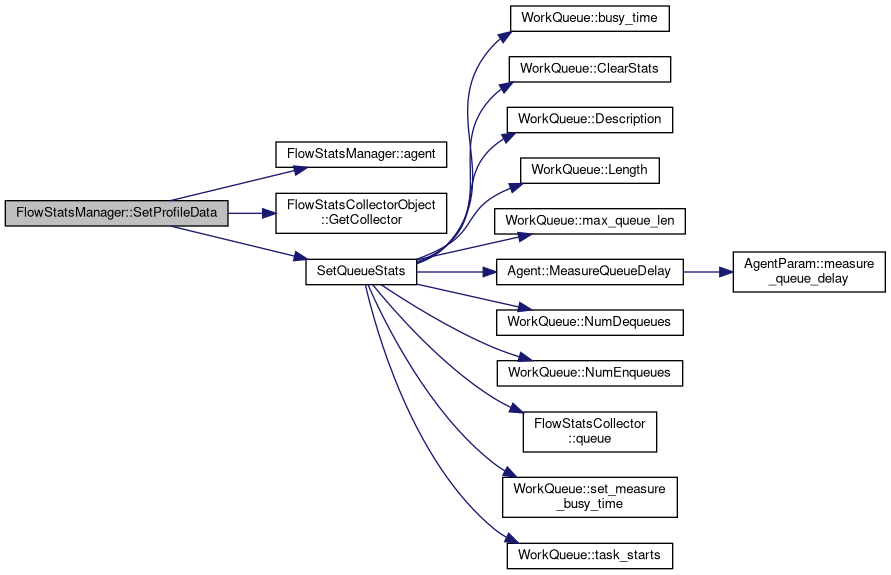 FlowStatsManager::SetProfileData
FlowStatsManager::agent
FlowStatsCollectorObject
::GetCollector
SetQueueStats
WorkQueue::busy_time
WorkQueue::ClearStats
WorkQueue::Description
WorkQueue::Length
WorkQueue::max_queue_len
Agent::MeasureQueueDelay
AgentParam::measure
_queue_delay
WorkQueue::NumDequeues
WorkQueue::NumEnqueues
FlowStatsCollector
::queue
WorkQueue::set_measure
_busy_time
WorkQueue::task_starts